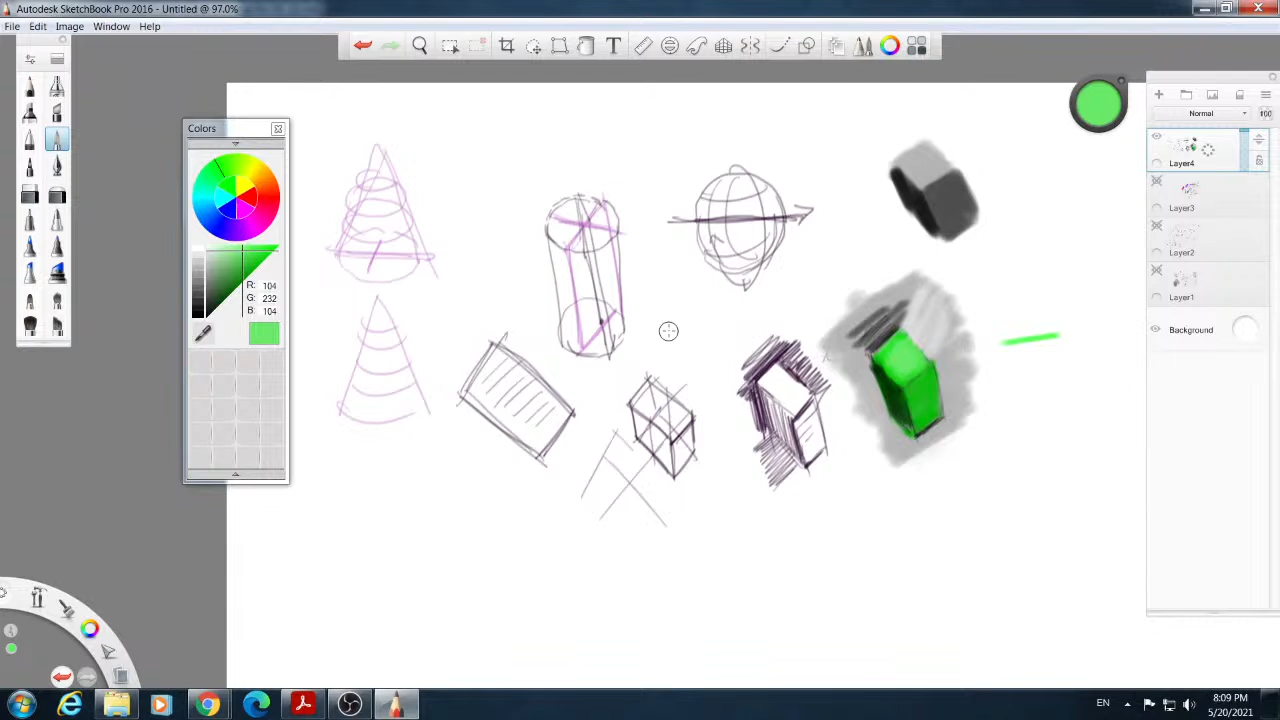 Autodesk SketchBook Pro 2016 - Untitled @ 97.0%
File Edit Image Window Help
T
Colors
R: 104
G: 232
B: 104
Normal 100
Layer4
Layer3
Layer2
Layer1
Background
EN
8:09 PM
5/20/2021